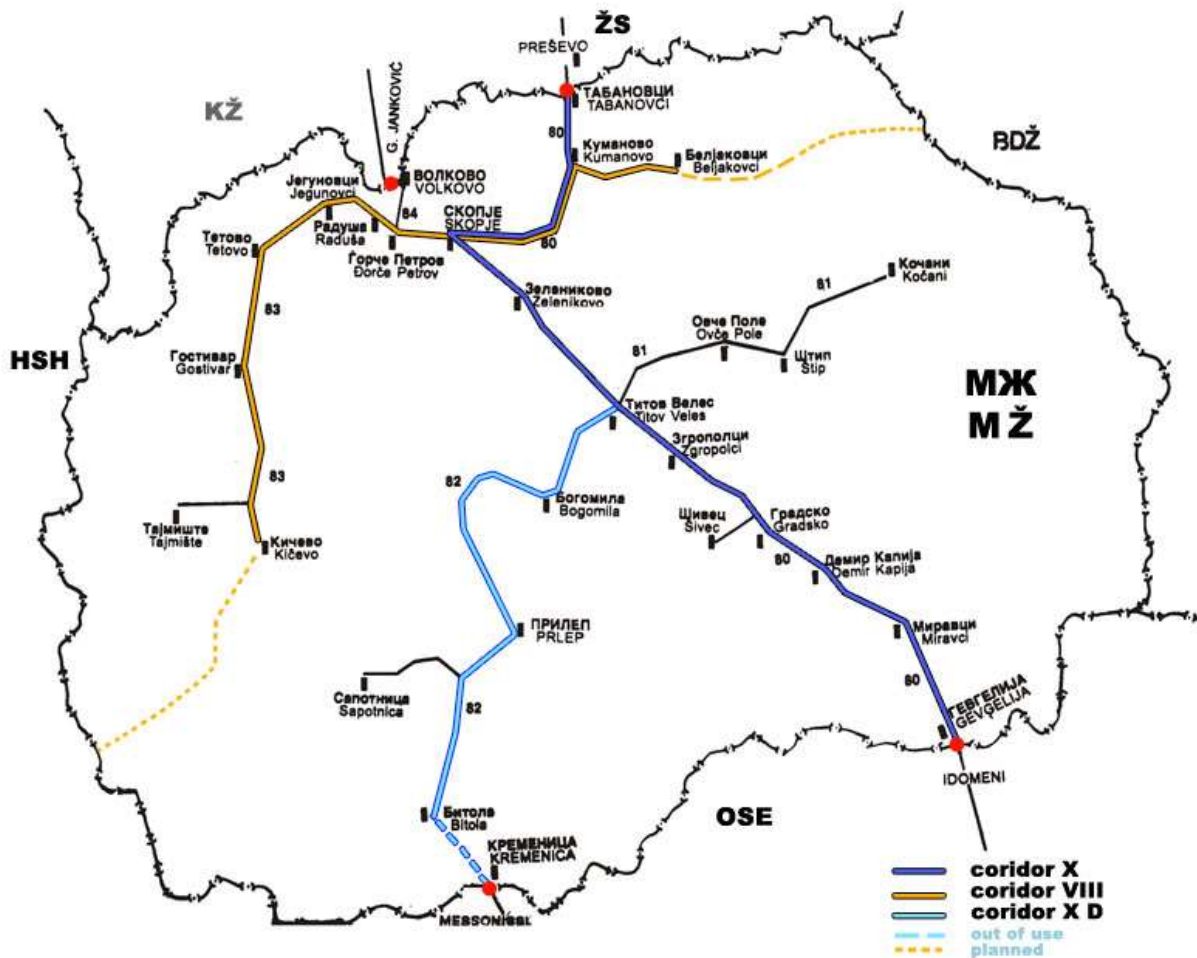 ŽS
PREŠEVO
ТАБАНОВЦИ
TABANOVCI
G. JANKOVIĆ
KŽ
80
BDŽ
Куманово
Kumanovo
Белјаковци
Beljakovci
ВОЛКОВО
VOLKOVO
Јегуновци
Jegunovci
84
СКОПЈЕ
SKOPJE
Радуша
Raduša
80
Тетово
Tetovo
Ѓорче Петров
Đorče Petrov
Кочани
Kočani
81
Зелениково
Zelenikovo
83
Овче Поле
Ovče Pole
81
HSH
Гостивар
Gostivar
Штип
Štip
МЖ
MŽ
Титов Велес
Titov Veles
Згрополци
Zgropolci
83
82
Богомила
Bogomila
Шивец
Šivec
Градско
Gradsko
Тајмиште
Tajmište
Кичево
Kičevo
80
Демир Капија
Demir Kapija
ПРИЛЕП
PRLEP
Миравци
Miravci
Сапотница
Sapotnica
82
80
ГЕВГЕЛИЈА
GEVGELIJA
IDOMENI
Битола
Bitola
OSE
КРЕМЕНИЦА
KREMENICA
coridor X
coridor VIII
coridor X D
out of use
planned